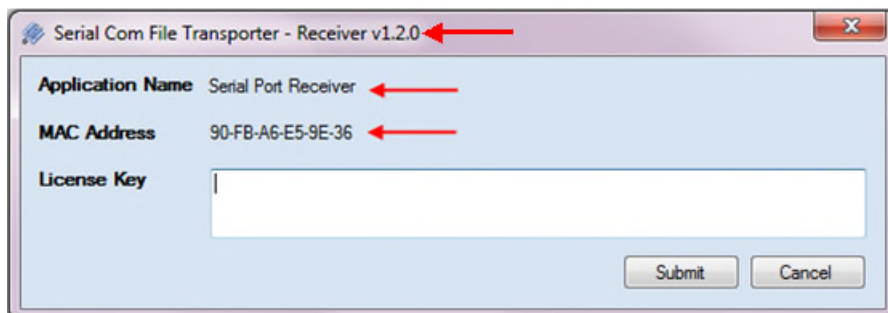 Serial Com File Transporter - Receiver v1.2.0
Application Name Serial Port Receiver
MAC Address 90-FB-A6-E5-9E-36
License Key
Submit Cancel